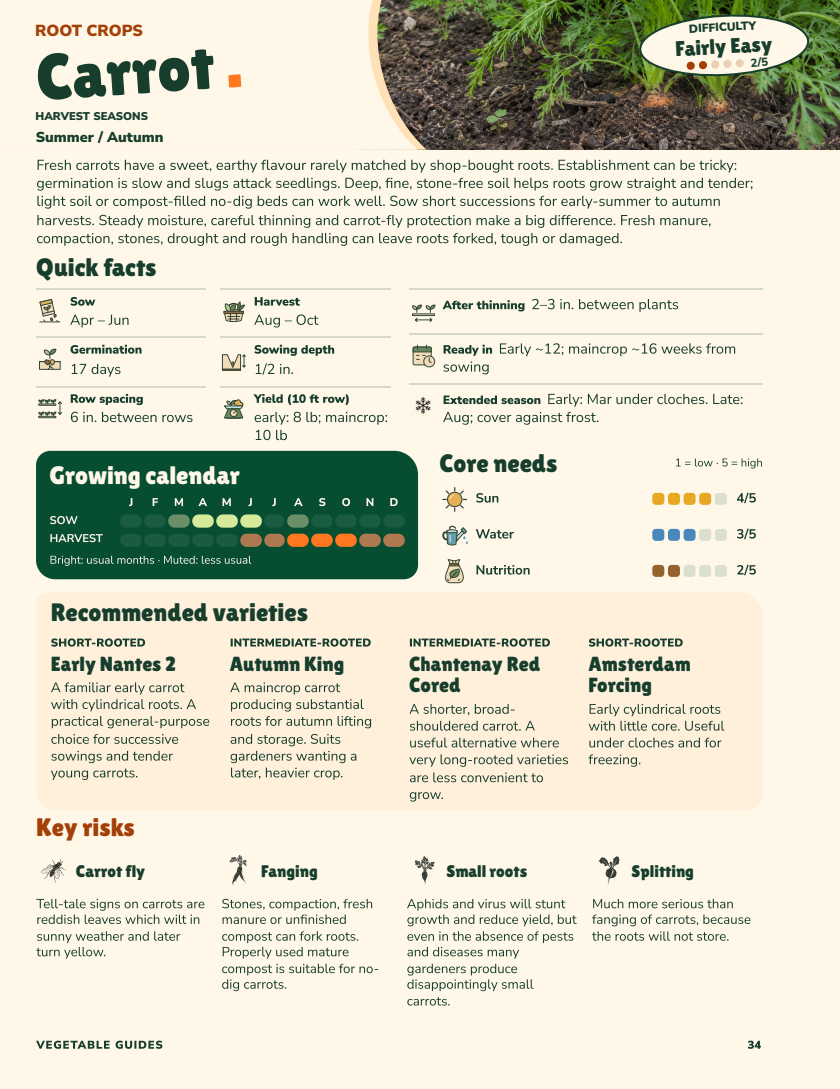 ROOT CROPS
Carrot
DIFFICULTY
Fairly Easy
2/5
HARVEST SEASONS
Summer / Autumn
Fresh carrots have a sweet, earthy flavour rarely matched by shop-bought roots. Establishment can be tricky:
germination is slow and slugs attack seedlings. Deep, fine, stone-free soil helps roots grow straight and tender;
light soil or compost-filled no-dig beds can work well. Sow short successions for early-summer to autumn
harvests. Steady moisture, careful thinning and carrot-fly protection make a big difference. Fresh manure,
compaction, stones, drought and rough handling can leave roots forked, tough or damaged.
Quick facts
Sow
Apr – Jun
Harvest
Aug – Oct
After thinning 2–3 in. between plants
Germination
17 days
Sowing depth
1/2 in.
Ready in Early ~12; maincrop ~16 weeks from
sowing
Row spacing
6 in. between rows
Yield (10 ft row)
early: 8 lb; maincrop:
10 lb
Extended season Early: Mar under cloches. Late:
Aug; cover against frost.
Growing calendar
J F M A M J J A S O N D
SOW
HARVEST
Bright: usual months · Muted: less usual
Core needs
1 = low · 5 = high
Sun 4/5
Water 3/5
Nutrition 2/5
Recommended varieties
SHORT-ROOTED
Early Nantes 2
A familiar early carrot
with cylindrical roots. A
practical general-purpose
choice for successive
sowings and tender
young carrots.
INTERMEDIATE-ROOTED
Autumn King
A maincrop carrot
producing substantial
roots for autumn lifting
and storage. Suits
gardeners wanting a
later, heavier crop.
INTERMEDIATE-ROOTED
Chantenay Red
Cored
A shorter, broad-
shouldered carrot. A
useful alternative where
very long-rooted varieties
are less convenient to
grow.
SHORT-ROOTED
Amsterdam
Forcing
Early cylindrical roots
with little core. Useful
under cloches and for
freezing.
Key risks
Carrot fly
Tell-tale signs on carrots are
reddish leaves which wilt in
sunny weather and later
turn yellow.
Fanging
Stones, compaction, fresh
manure or unfinished
compost can fork roots.
Properly used mature
compost is suitable for no-
dig carrots.
Small roots
Aphids and virus will stunt
growth and reduce yield, but
even in the absence of pests
and diseases many
gardeners produce
disappointingly small
carrots.
Splitting
Much more serious than
fanging of carrots, because
the roots will not store.
VEGETABLE GUIDES
34